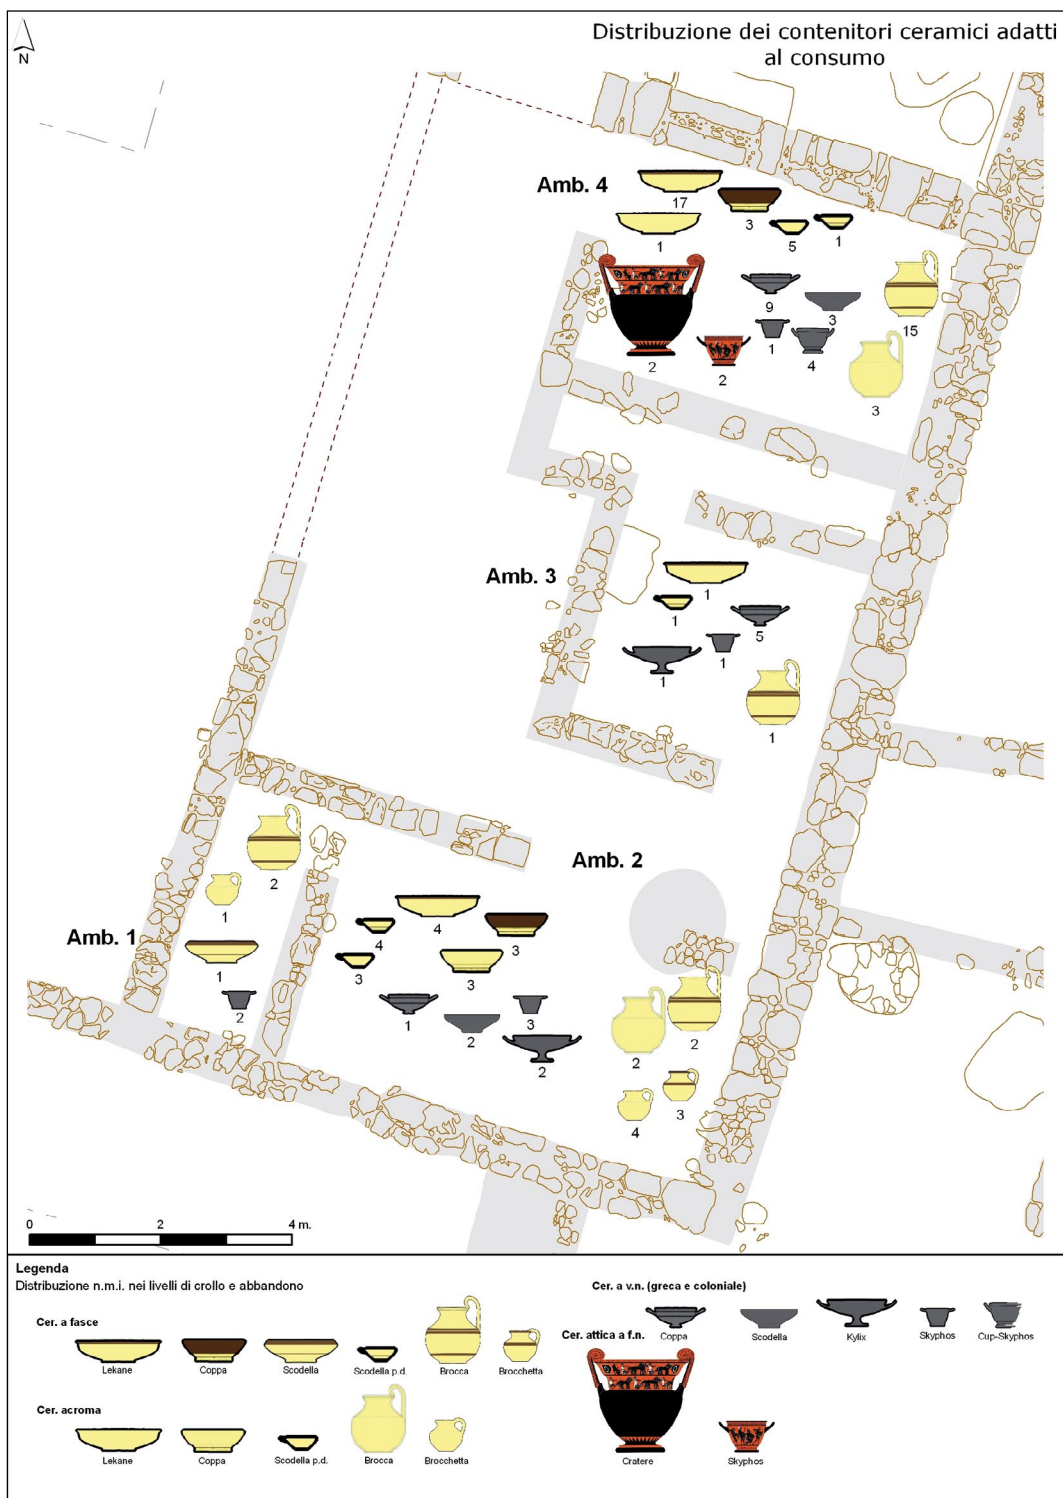 Distribuzione dei contenitori ceramici adatti
al consumo
N
Amb. 4
17
3
5
1
1
9
3
15
2
2
1
4
3
Amb. 3
1
1
5
1
1
1
Amb. 2
2
1
Amb. 1
1
2
4
4
3
3
3
1
2
3
2
2
2
4
3
0 2 4 m.
Legenda
Distribuzione n.m.i. nei livelli di crollo e abbandono
Cer. a fasce
Lekane Coppa Scodella Scodella p.d. Brocca Brocchetta
Cer. acroma
Lekane Coppa Scodella p.d. Brocca Brocchetta
Cer. a v.n. (greca e coloniale)
Coppa Scodella Kylix Skyphos Cup-Skyphos
Cer. attica a f.n.
Cratere Skyphos